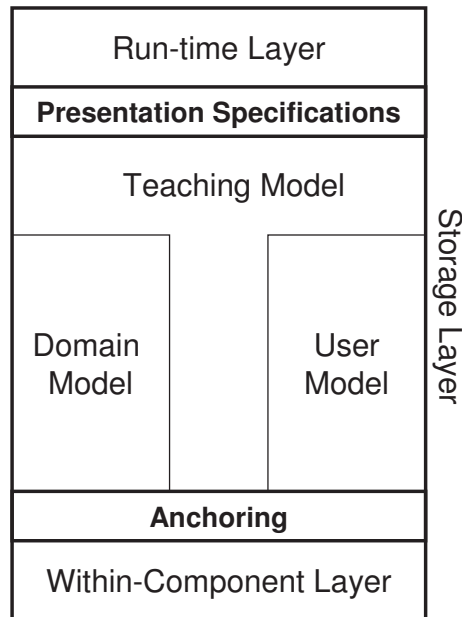 Run-time Layer
Presentation Specifications
Teaching Model
Storage Layer
Domain
Model
User
Model
Anchoring
Within-Component Layer